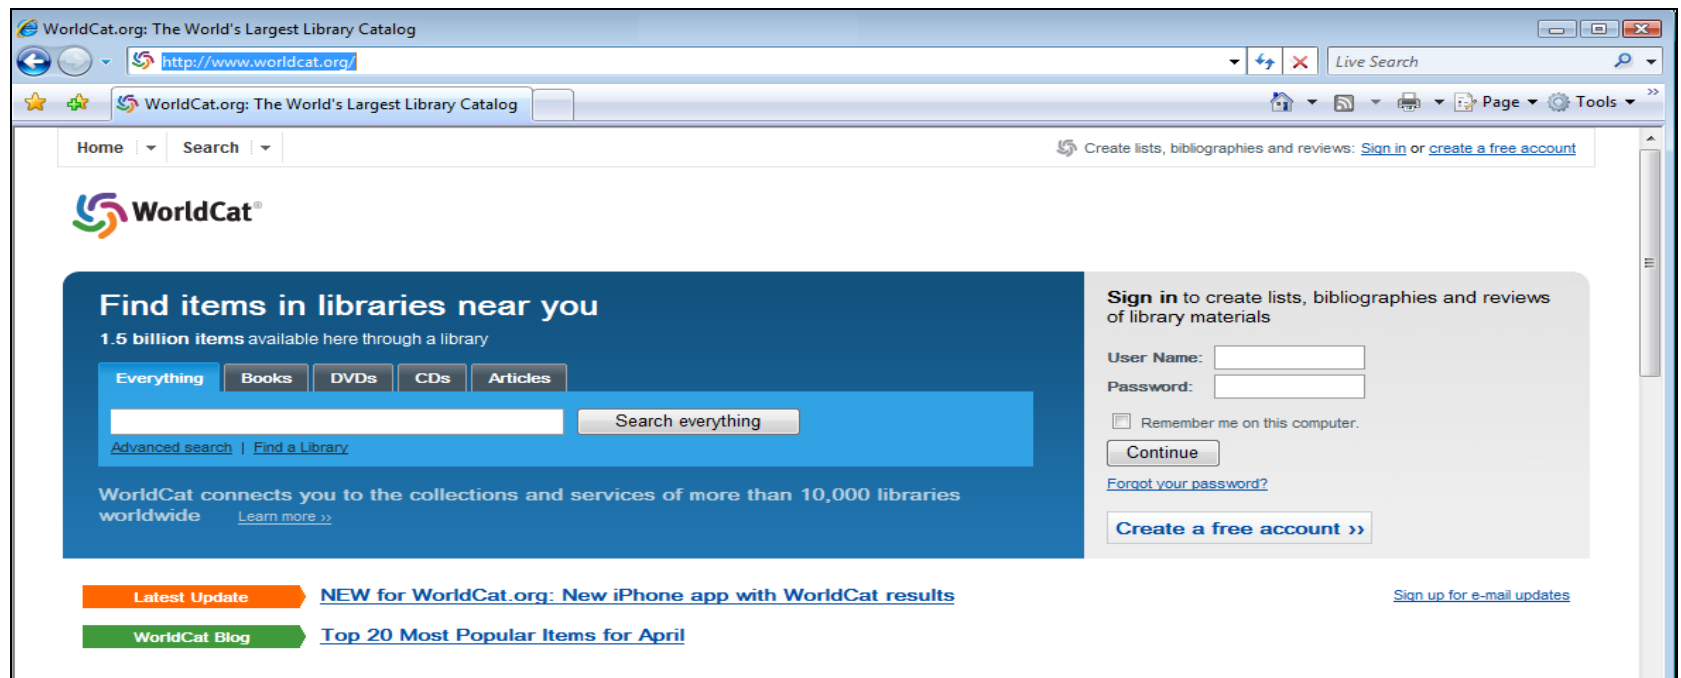 WorldCat.org: The World's Largest Library Catalog
http://www.worldcat.org/
Live Search
WorldCat.org: The World's Largest Library Catalog
Page
Tools
Home
Search
Create lists, bibliographies and reviews: Sign in or create a free account
WorldCat®
Find items in libraries near you
1.5 billion items available here through a library
Everything
Books
DVDs
CDs
Articles
Search everything
Advanced search | Find a Library
WorldCat connects you to the collections and services of more than 10,000 libraries
worldwide Learn more ››
Sign in to create lists, bibliographies and reviews
of library materials
User Name:
Password:
Remember me on this computer.
Continue
Forgot your password?
Create a free account ››
Latest Update
NEW for WorldCat.org: New iPhone app with WorldCat results
Sign up for e-mail updates
WorldCat Blog
Top 20 Most Popular Items for April